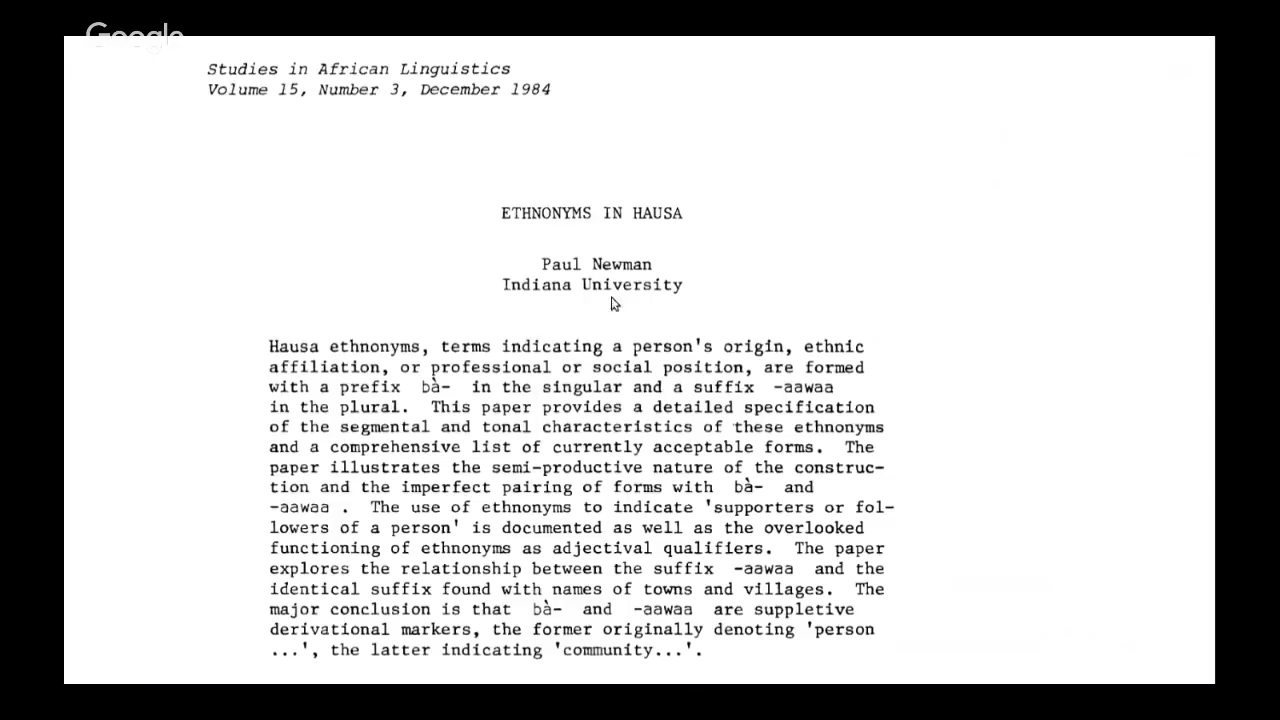 Google
Studies in African Linguistics
Volume 15, Number 3, December 1984
ETHNONYMS IN HAUSA
Paul Newman
Indiana University
Hausa ethnonyms, terms indicating a person's origin, ethnic
affiliation, or professional or social position, are formed
with a prefix bà- in the singular and a suffix -aawaa
in the plural. This paper provides a detailed specification
of the segmental and tonal characteristics of these ethnonyms
and a comprehensive list of currently acceptable forms. The
paper illustrates the semi-productive nature of the construc-
tion and the imperfect pairing of forms with bà- and
-aawaa . The use of ethnonyms to indicate 'supporters or fol-
lowers of a person' is documented as well as the overlooked
functioning of ethnonyms as adjectival qualifiers. The paper
explores the relationship between the suffix -aawaa and the
identical suffix found with names of towns and villages. The
major conclusion is that bà- and -aawaa are suppletive
derivational markers, the former originally denoting 'person
...', the latter indicating 'community...'.